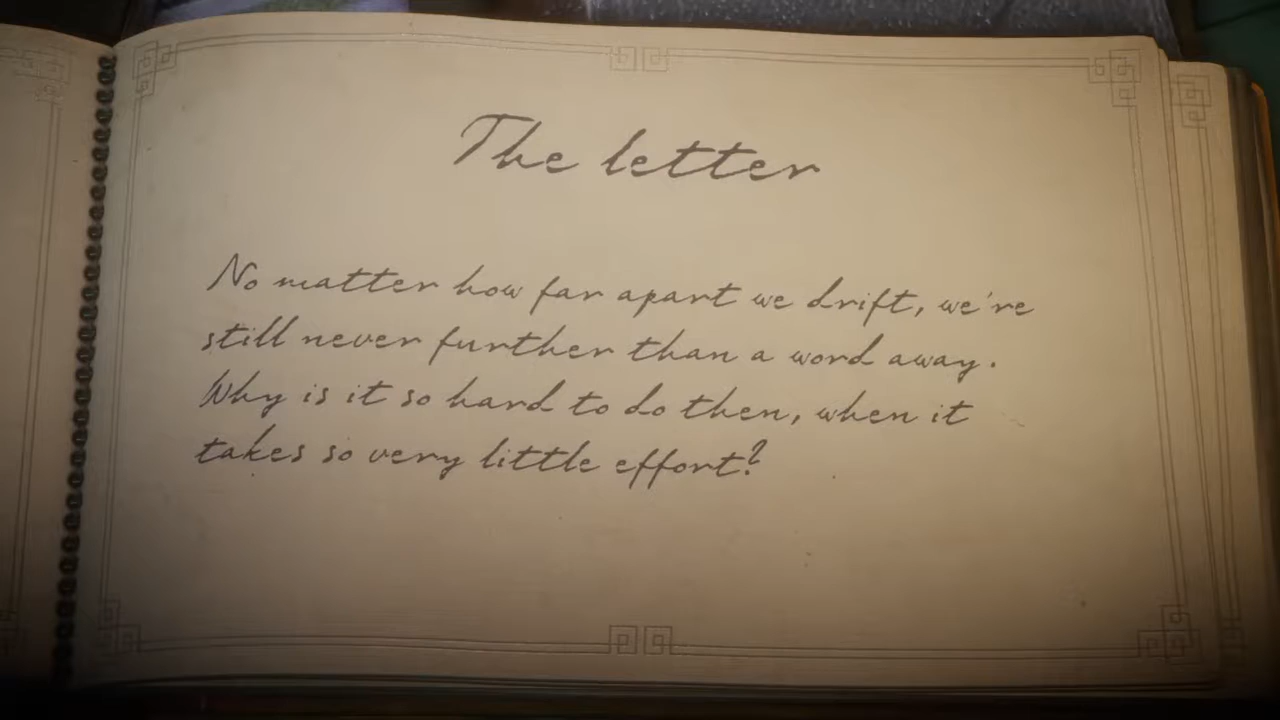 The letter
No matter how far apart we drift, we're
still never further than a word away.
Why is it so hard to do then, when it
takes so very little effort?